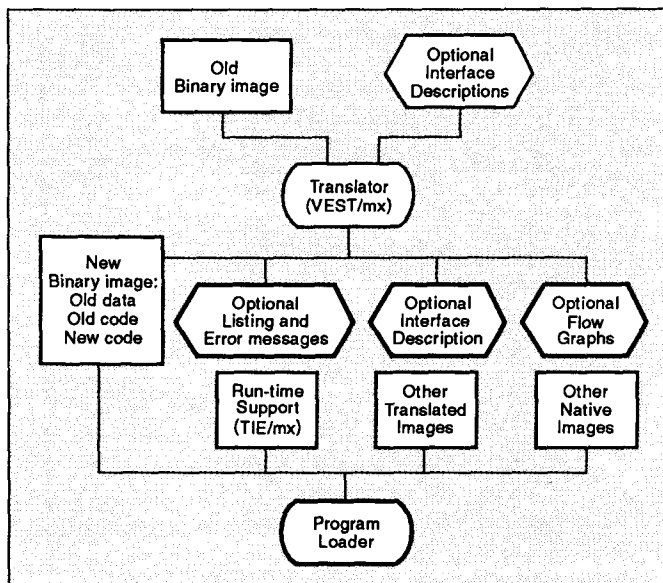 Old
Binary image
Optional
Interface
Descriptions
Translator
(VEST/mx)
New
Binary image:
Old data
Old code
New code
Optional
Listing and
Error messages
Optional
Interface
Description
Optional
Flow
Graphs
Run-time
Support
(TIE/mx)
Other
Translated
Images
Other
Native
Images
Program
Loader